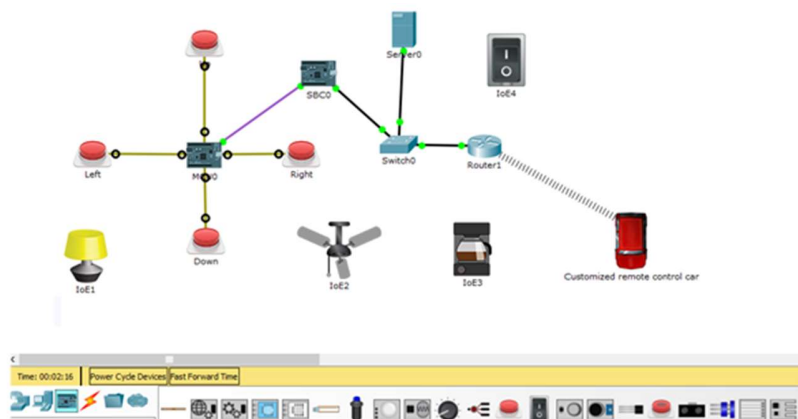 Server0
SBC0
IoE4
Left
MCU0
Right
Switch0
Router1
Down
IoE1
IoE2
IoE3
Customized remote control car
Time: 00:02:16
Power Cycle Devices
Fast Forward Time